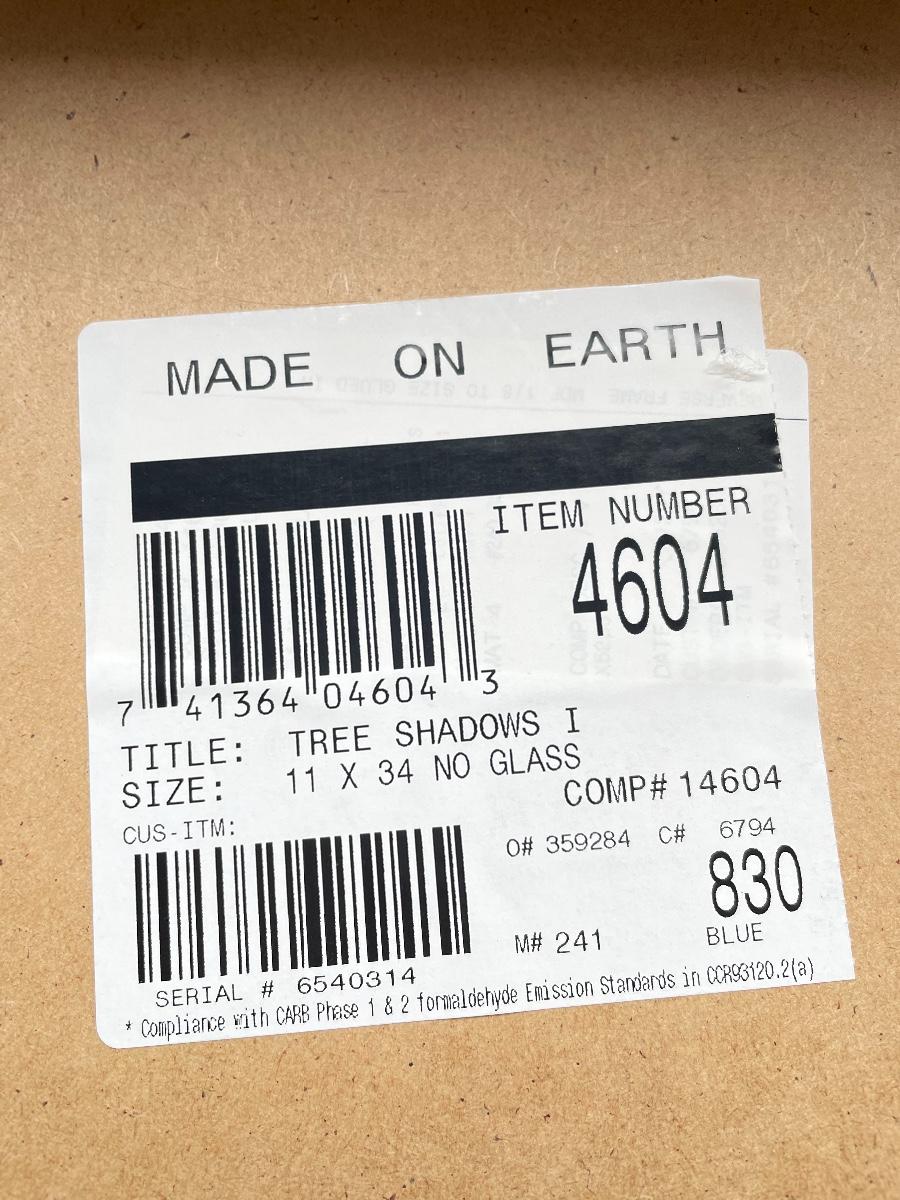 MADE ON EARTH
ITEM NUMBER
4604
7 41364 04604 3
TITLE: TREE SHADOWS I
SIZE: 11 X 34 NO GLASS
COMP# 14604
CUS-ITM:
O# 359284 C# 6794
830
M# 241 BLUE
SERIAL # 6540314
* Compliance with CARB Phase 1 & 2 formaldehyde Emission Standards in CCR93120.2(a)